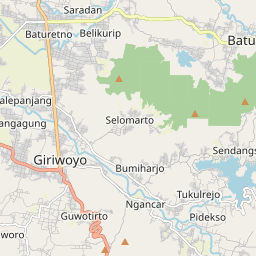 Saradan
Baturetno
Belikurip
Batu
alepanjang
Selomarto
angagung
Giriwoyo
Sendangs
Bumiharjo
Tukulrejo
Ngancar
Guwotirto
Pidekso
woro